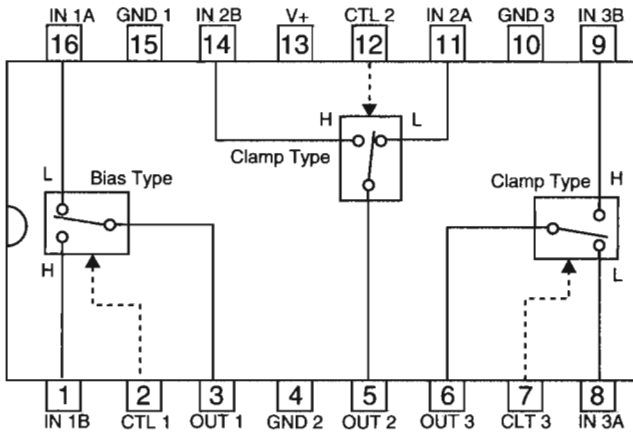 IN 1A GND 1 IN 2B V+ CTL 2 IN 2A GND 3 IN 3B
16 15 14 13 12 11 10 9
H L
Clamp Type
L Bias Type Clamp Type H
H L
1 2 3 4 5 6 7 8
IN 1B CTL 1 OUT 1 GND 2 OUT 2 OUT 3 CLT 3 IN 3A